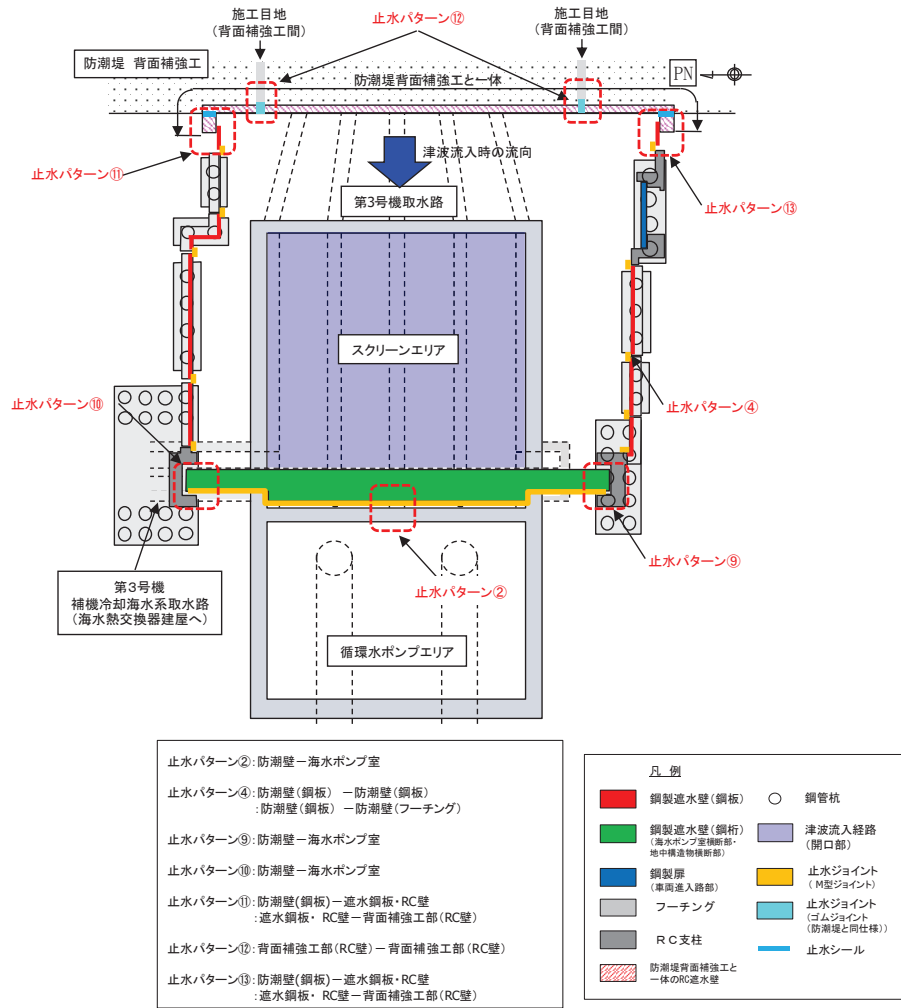 施工目地
(背面補強工間)
止水パターン⑫
施工目地
(背面補強工間)
防潮堤 背面補強工
防潮堤背面補強工と一体
PN
津波流入時の流向
止水パターン⑪
第3号機取水路
止水パターン⑬
スクリーンエリア
止水パターン⑩
止水パターン④
止水パターン⑨
第3号機
補機冷却海水系取水路
(海水熱交換器建屋へ)
止水パターン②
循環水ポンプエリア
止水パターン②:防潮壁－海水ポンプ室
止水パターン④:防潮壁(鋼板) －防潮壁(鋼板)
:防潮壁(鋼板) －防潮壁(フーチング)
止水パターン⑨:防潮壁－海水ポンプ室
止水パターン⑩:防潮壁－海水ポンプ室
止水パターン⑪:防潮壁(鋼板)－遮水鋼板・RC壁
:遮水鋼板・ RC壁－背面補強工部(RC壁)
止水パターン⑫:背面補強工部(RC壁)－背面補強工部(RC壁)
止水パターン⑬:防潮壁(鋼板)－遮水鋼板・RC壁
:遮水鋼板・ RC壁－背面補強工部(RC壁)
凡 例
鋼製遮水壁(鋼板)
鋼製遮水壁(鋼桁)
(海水ポンプ室横断部・
地中構造物横断部)
鋼製扉
(車両進入路部)
フーチング
RC支柱
防潮堤背面補強工と
一体のRC遮水壁
鋼管杭
津波流入経路
(開口部)
止水ジョイント
(M型ジョイント)
止水ジョイント
(ゴムジョイント
(防潮堤と同仕様))
止水シール